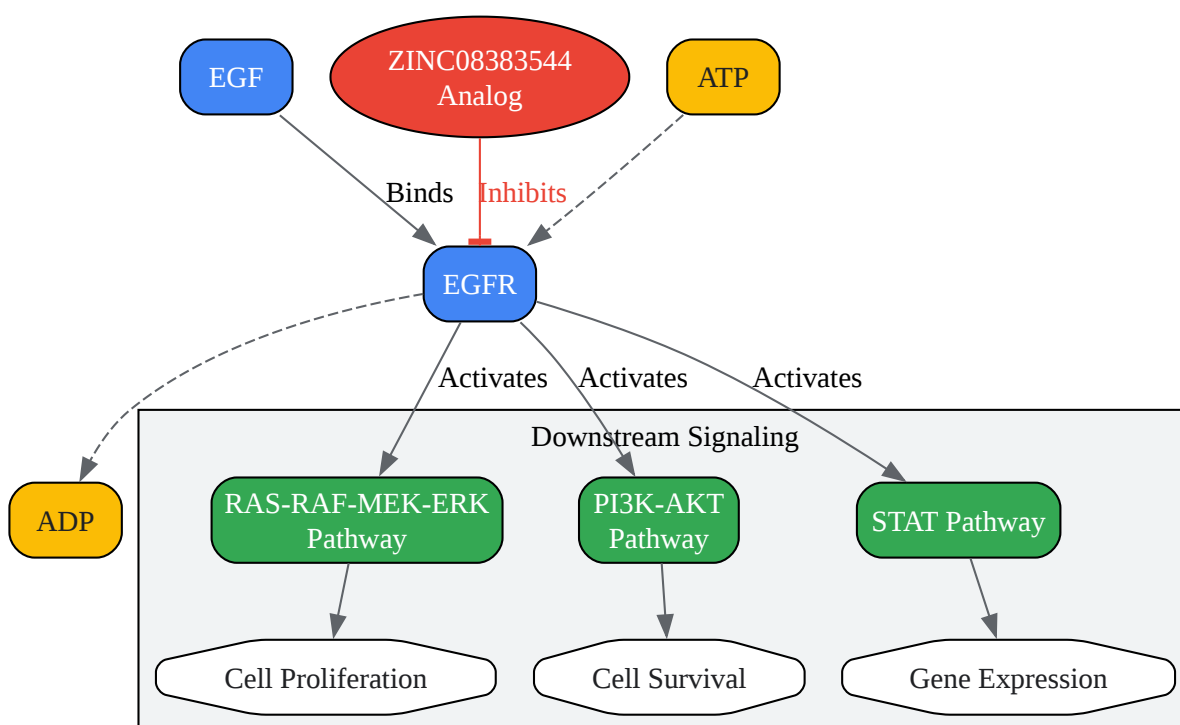 EGF
ZINC08383544
Analog
ATP
Binds
Inhibits
EGFR
Activates
Activates
Activates
Downstream Signaling
ADP
RAS-RAF-MEK-ERK
Pathway
PI3K-AKT
Pathway
STAT Pathway
Cell Proliferation
Cell Survival
Gene Expression